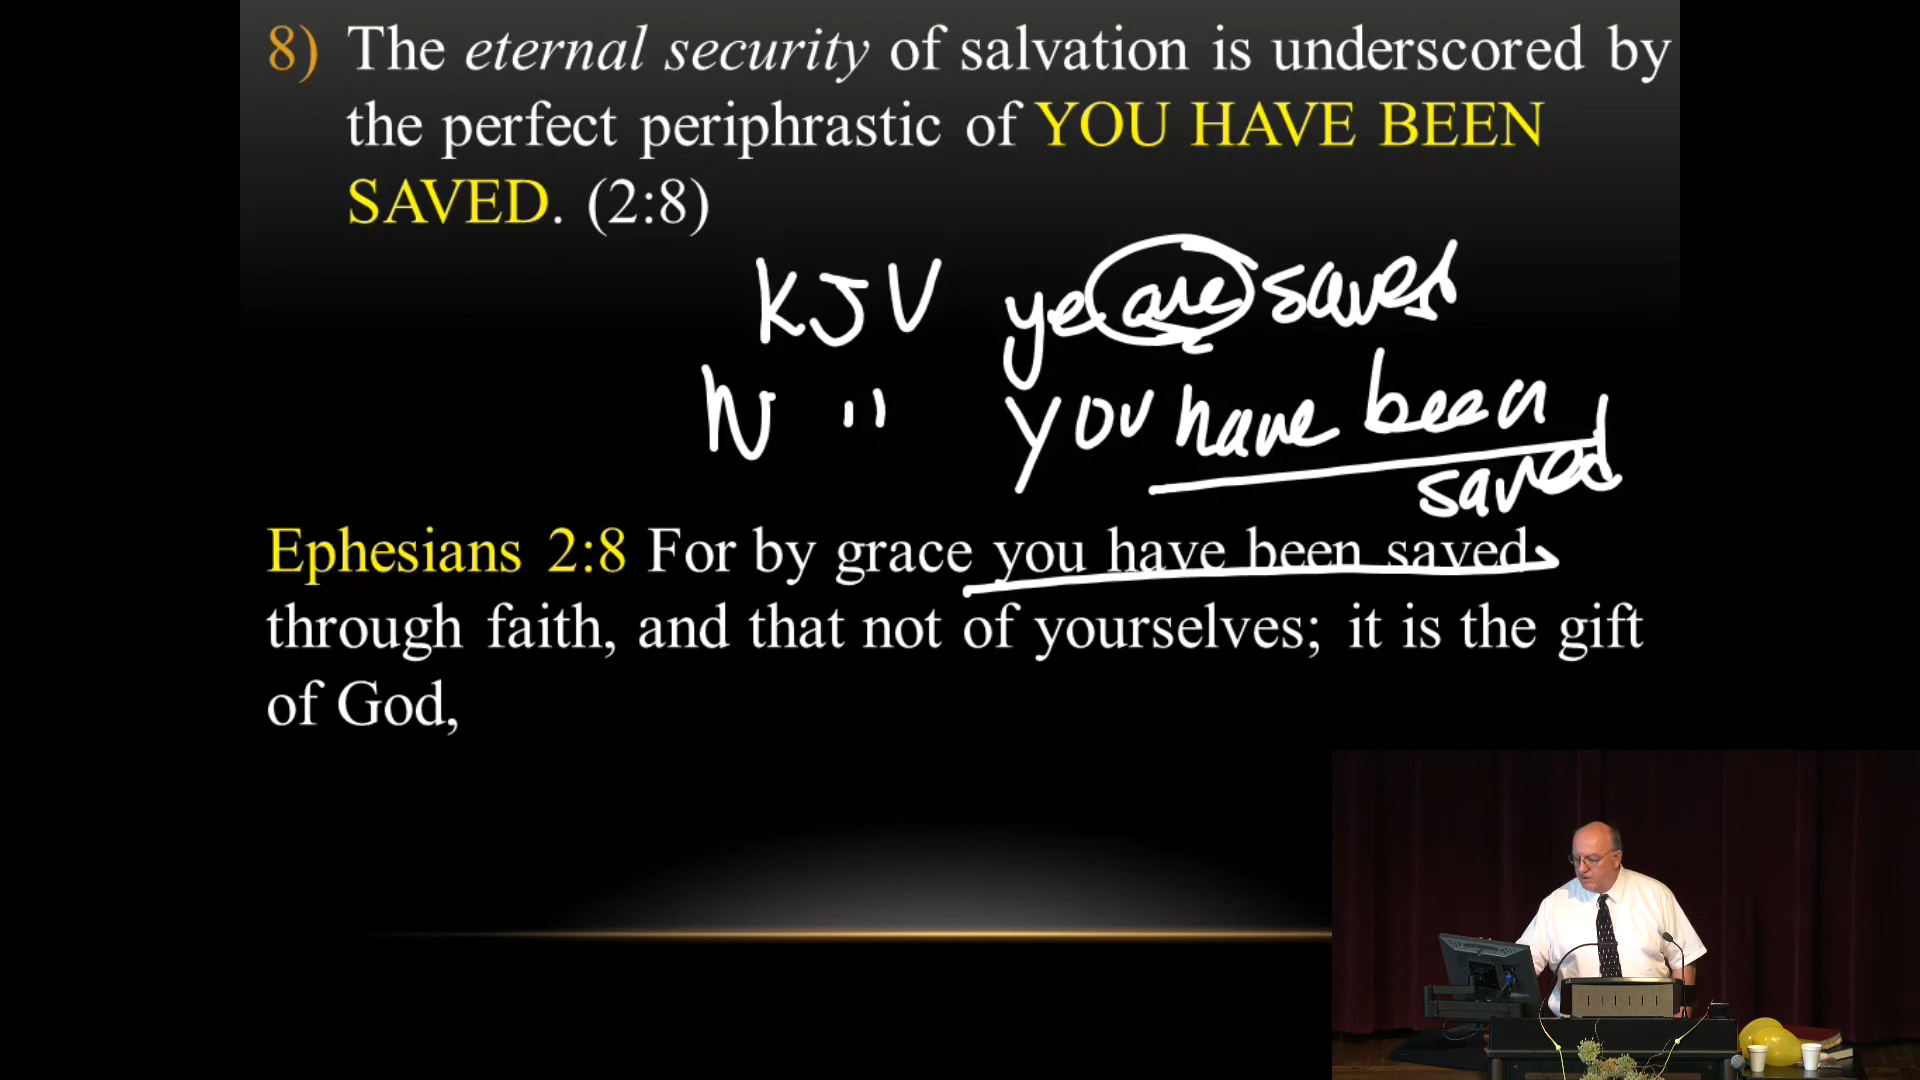 8) The eternal security of salvation is underscored by
the perfect periphrastic of YOU HAVE BEEN
SAVED. (2:8)
KJV ye are saved
N " you have been
saved
Ephesians 2:8 For by grace you have been saved
through faith, and that not of yourselves; it is the gift
of God,